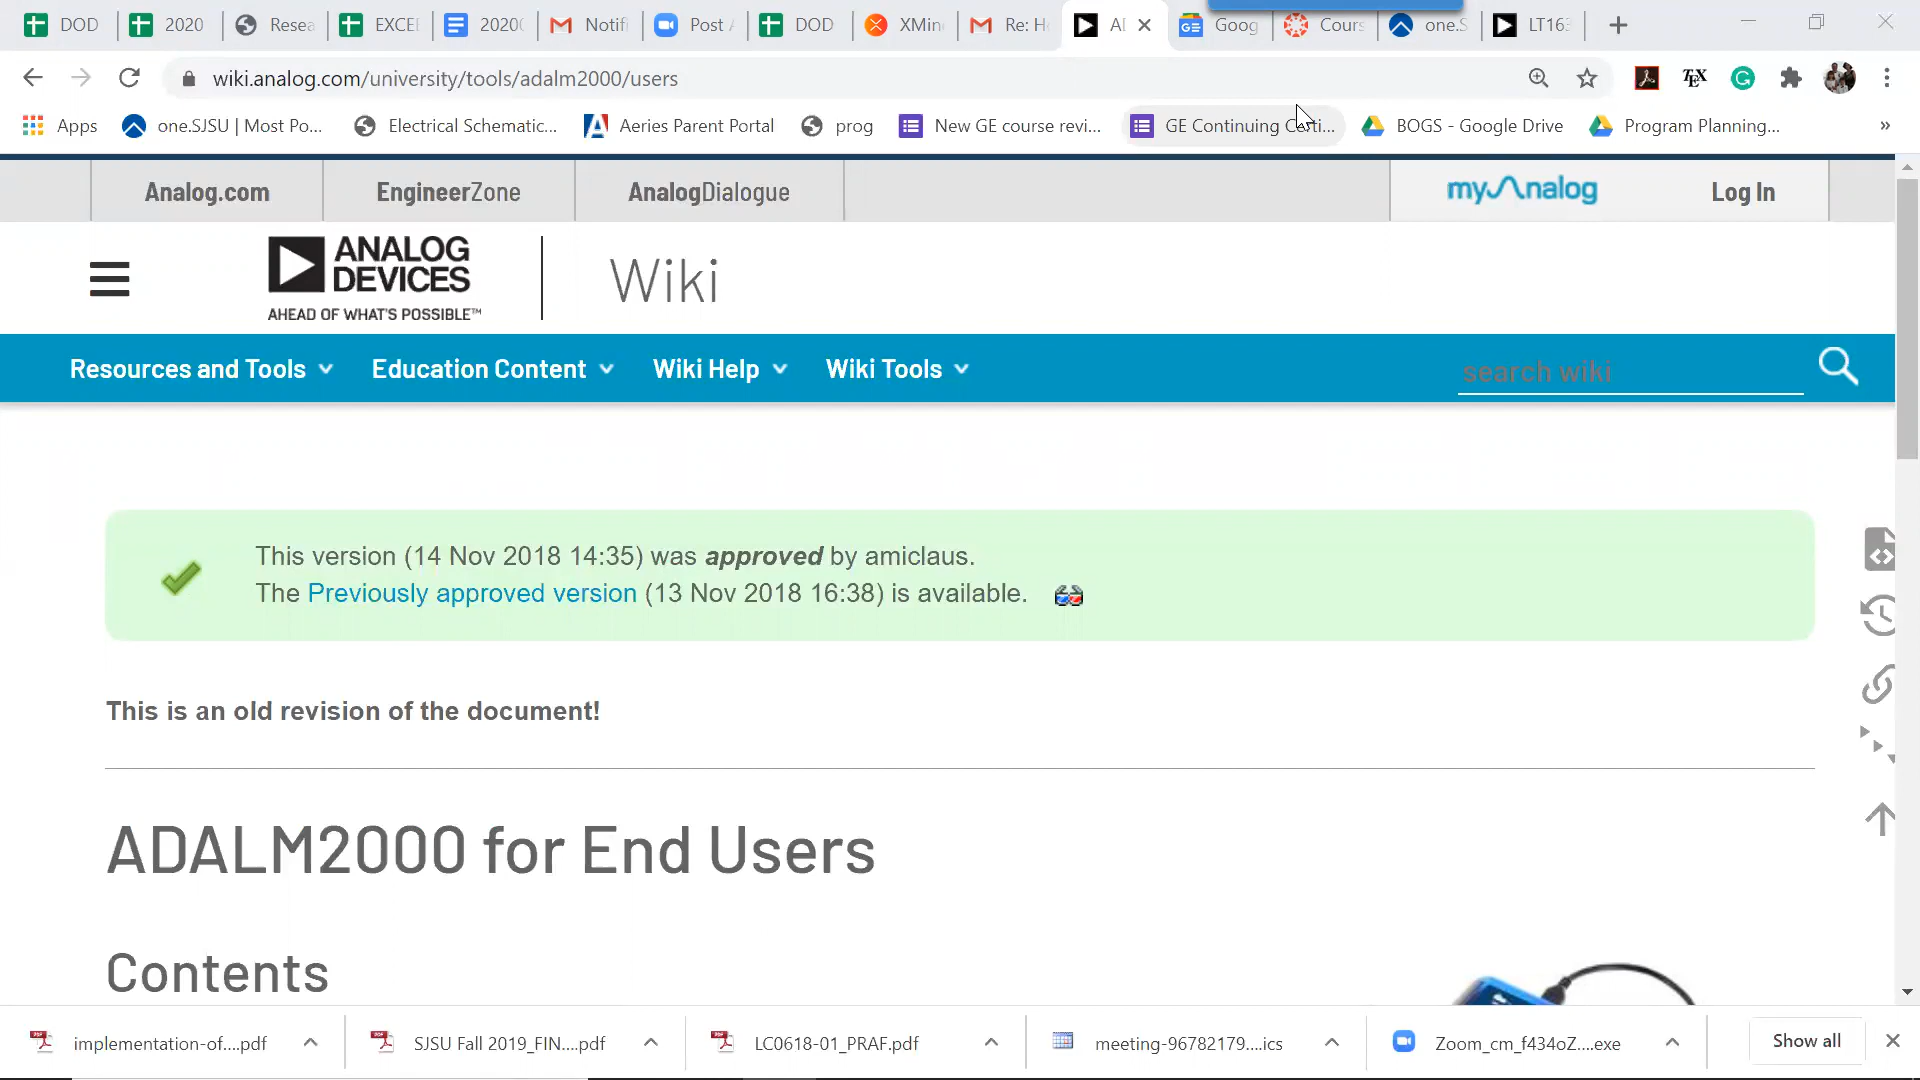 DOD 2020 Resea EXCE 2020 Notifi Post DOD XMin Re: H Goog Cours one.S LT163
wiki.analog.com/university/tools/adalm2000/users
Apps one.SJSU | Most Po... Electrical Schematic... Aeries Parent Portal prog New GE course revi... GE Continuing Certi... BOGS - Google Drive Program Planning... »
Analog.com EngineerZone AnalogDialogue myAnalog Log In
ANALOG
DEVICES
AHEAD OF WHAT'S POSSIBLE™
Wiki
Resources and Tools Education Content Wiki Help Wiki Tools search wiki
This version (14 Nov 2018 14:35) was approved by amiclaus.
The Previously approved version (13 Nov 2018 16:38) is available.
This is an old revision of the document!
ADALM2000 for End Users
Contents
implementation-of....pdf SJSU Fall 2019_FIN....pdf LC0618-01_PRAF.pdf meeting-96782179....ics Zoom_cm_f434oZ....exe Show all